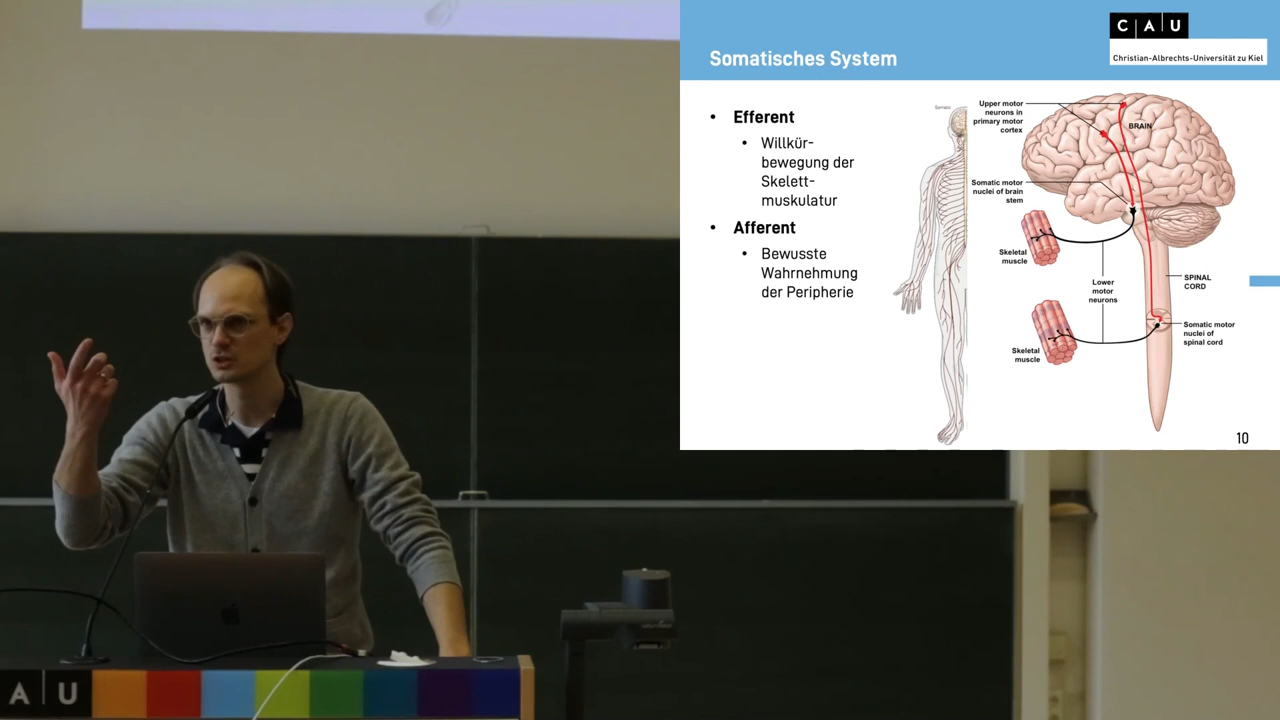 Somatisches System
C A U
Christian-Albrechts-Universität zu Kiel
• Efferent
• Willkür-
bewegung der
Skelett-
muskulatur
• Afferent
• Bewusste
Wahrnehmung
der Peripherie
Somatic
Upper motor
neurons in
primary motor
cortex
BRAIN
Somatic motor
nuclei of brain
stem
Skeletal
muscle
Lower
motor
neurons
SPINAL
CORD
Skeletal
muscle
Somatic motor
nuclei of
spinal cord
10
A U